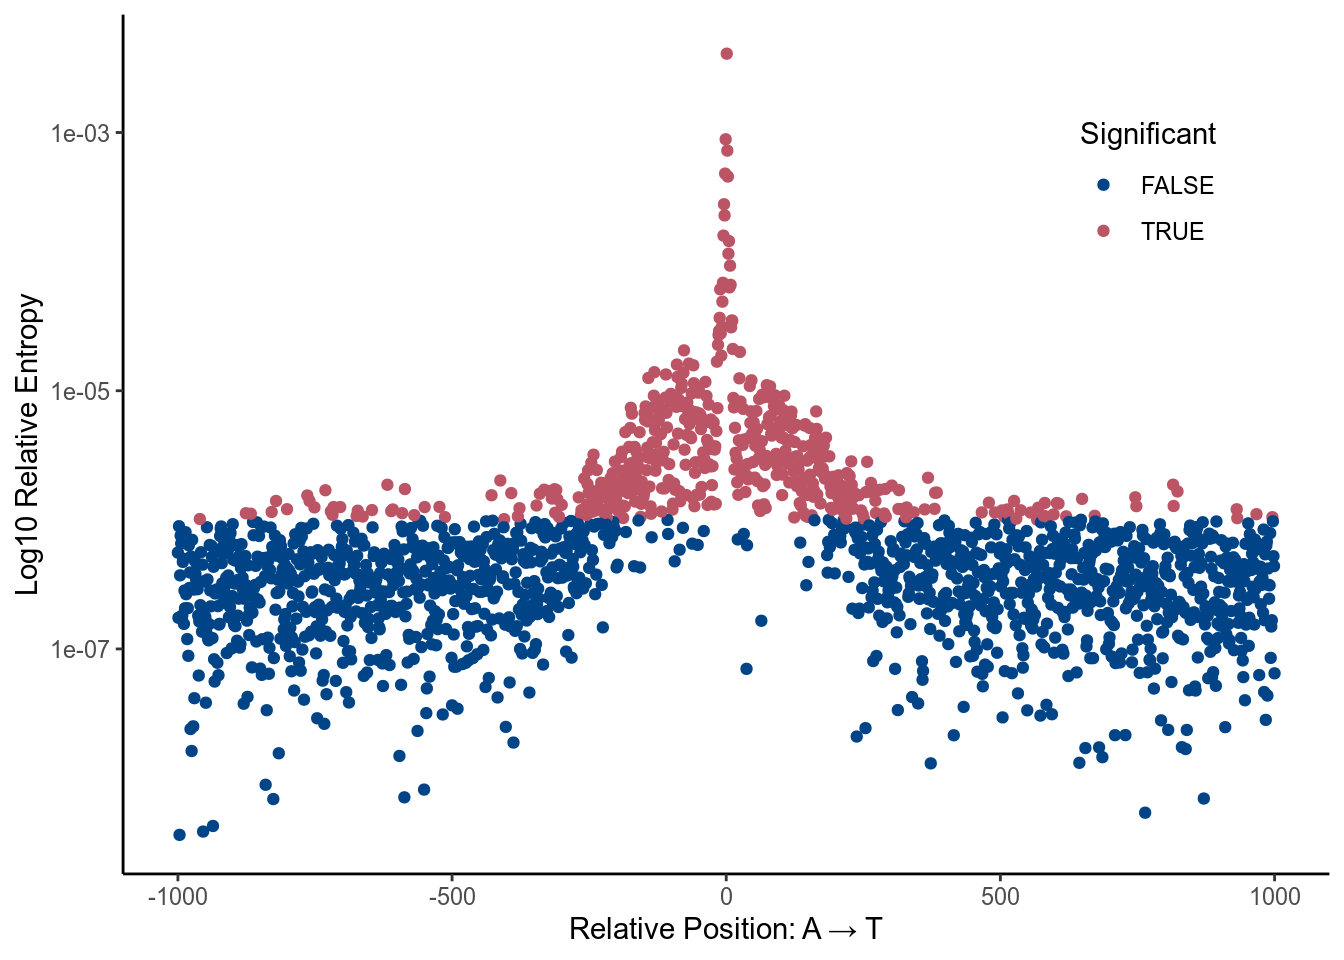 1e-03
1e-05
1e-07
Log10 Relative Entropy
Significant
FALSE
TRUE
-1000
-500
0
500
1000
Relative Position: A → T